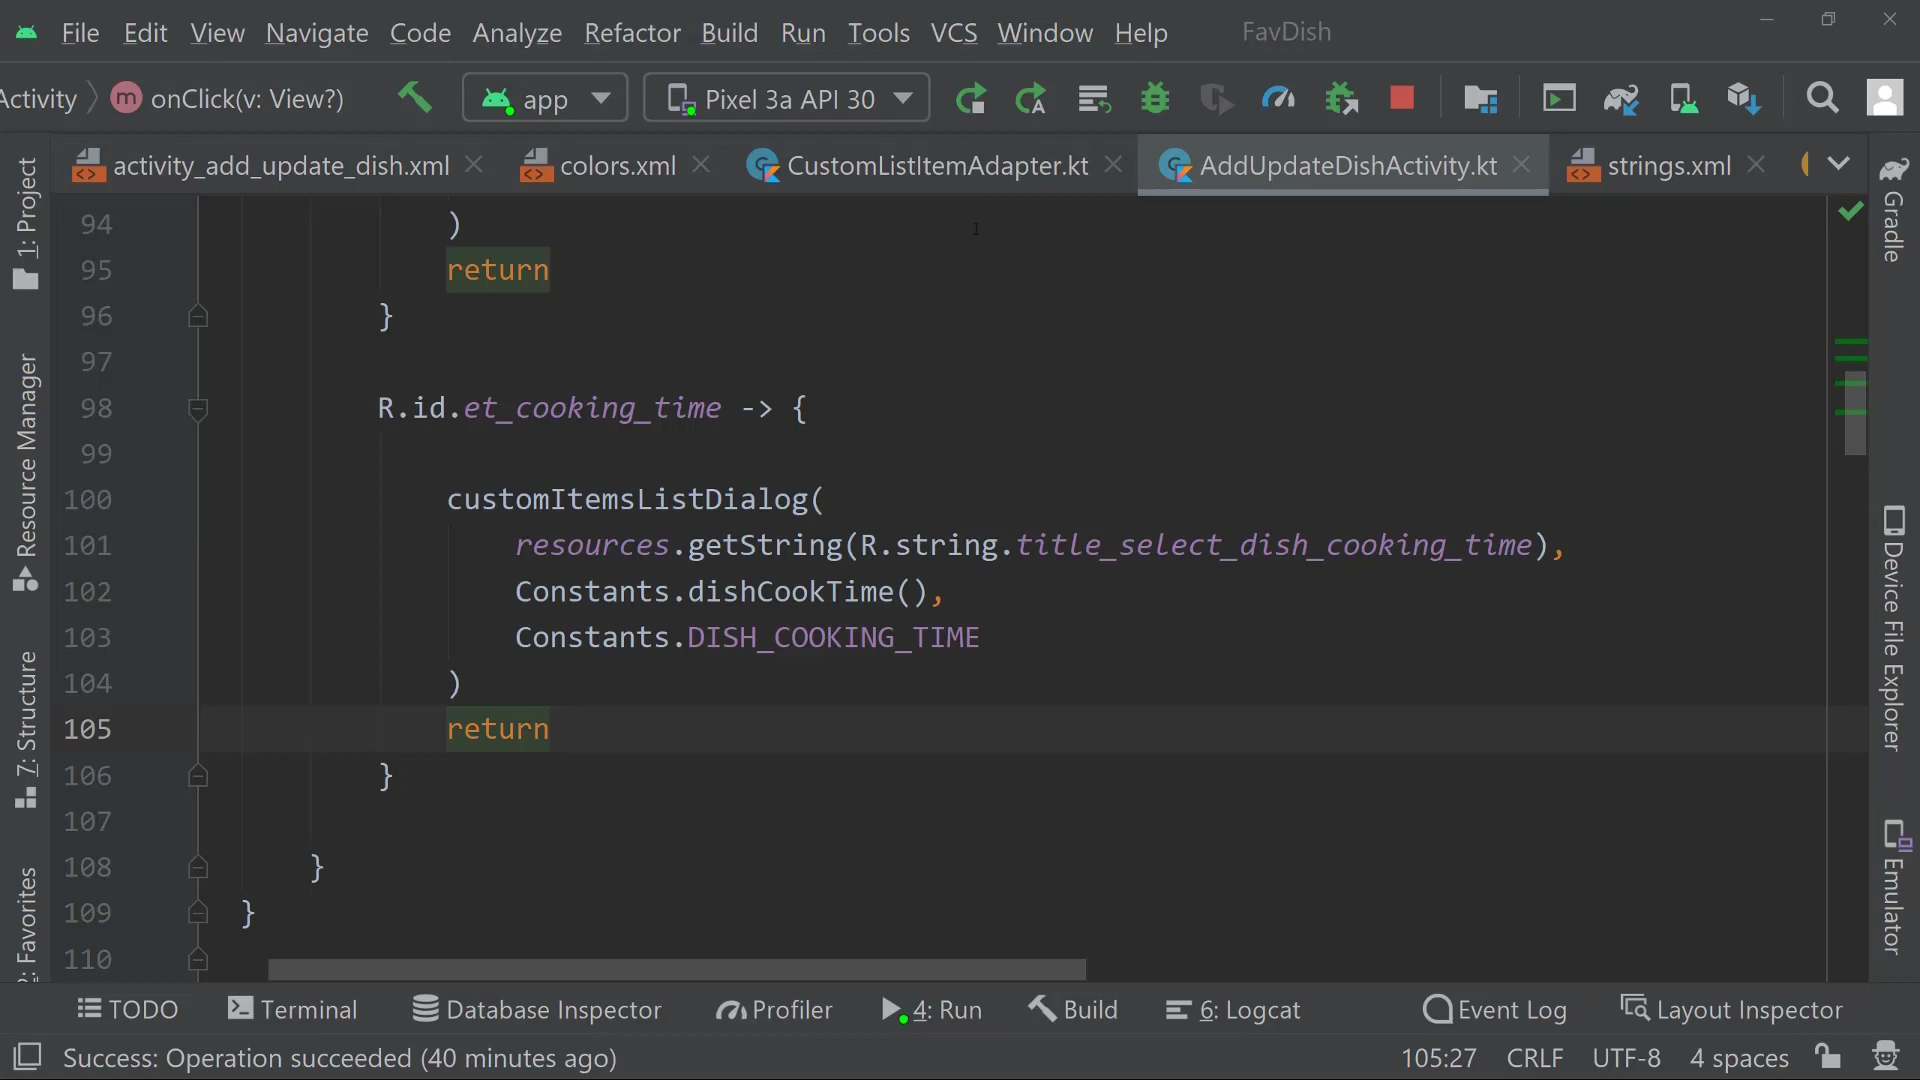 File Edit View Navigate Code Analyze Refactor Build Run Tools VCS Window Help FavDish
Activity m onClick(v: View?) app Pixel 3a API 30
activity_add_update_dish.xml colors.xml CustomListItemAdapter.kt AddUpdateDishActivity.kt strings.xml
1: Project
Resource Manager
7: Structure
Favorites
94 )
95 return
96 }
97
98 R.id.et_cooking_time -> {
99
100 customItemsListDialog(
101 resources.getString(R.string.title_select_dish_cooking_time),
102 Constants.dishCookTime(),
103 Constants.DISH_COOKING_TIME
104 )
105 return
106 }
107
108 }
109 }
110
Gradle
Device File Explorer
Emulator
TODO Terminal Database Inspector Profiler 4: Run Build 6: Logcat Event Log Layout Inspector
Success: Operation succeeded (40 minutes ago) 105:27 CRLF UTF-8 4 spaces